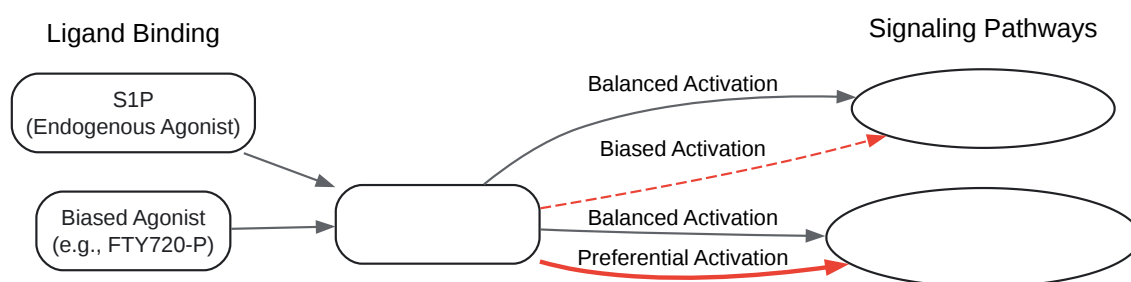 Ligand Binding
Signaling Pathways
S1P
(Endogenous Agonist)
Balanced Activation
Biased Activation
Biased Agonist
(e.g., FTY720-P)
Balanced Activation
Preferential Activation